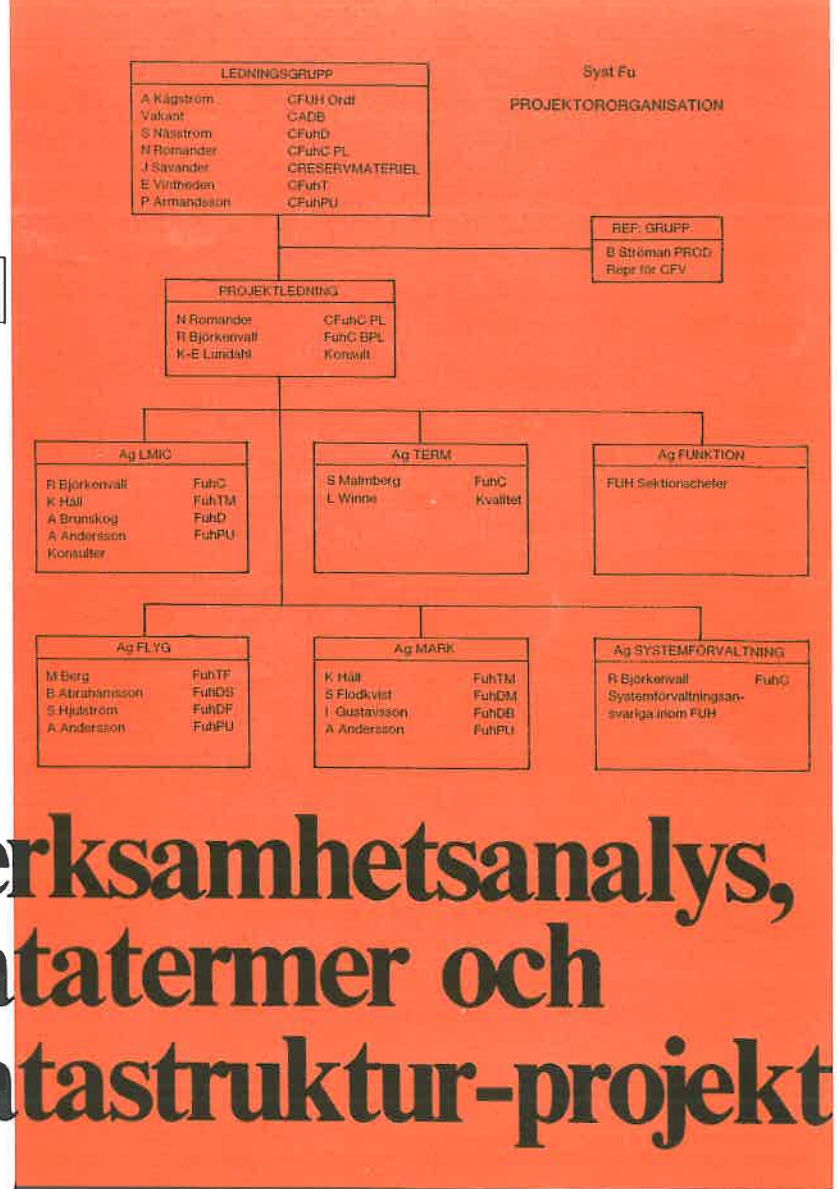 LEDNINGSGRUPP
A Kågström CFUH Ordf
Vakant CADB
S Näsström CFuhD
N Romander CFuhC PL
J Savander CRESERVMATERIEL
E Vintheden CFuhT
P Armandsson CFuhPU
Syst Fu
PROJEKTORORGANISATION
REF: GRUPP
B Ströman PROD
Repr för CFV
PROJEKTLEDNING
N Romander CFuhC PL
R Björkenvall FuhC BPL
K-E Lundahl Konsult
Ag LMIC
R Björkenvall FuhC
K Häll FuhTM
A Brunskog FuhD
A Andersson FuhPU
Konsulter
Ag TERM
S Malmberg FuhC
L Winne Kvalitet
Ag FUNKTION
FUH Sektionschefer
Ag FLYG
M Berg FuhTF
B Abrahamsson FuhDS
S Hjulström FuhDF
A Andersson FuhPU
Ag MARK
K Häll FuhTM
S Flodkvist FuhDM
I Gustavsson FuhDB
A Andersson FuhPU
Ag SYSTEMFÖRVALTNING
R Björkenvall FuhC
Systemförvaltningsan-
svariga inom FUH
erksamhetsanalys,
atatermer och
atastruktur-projekt